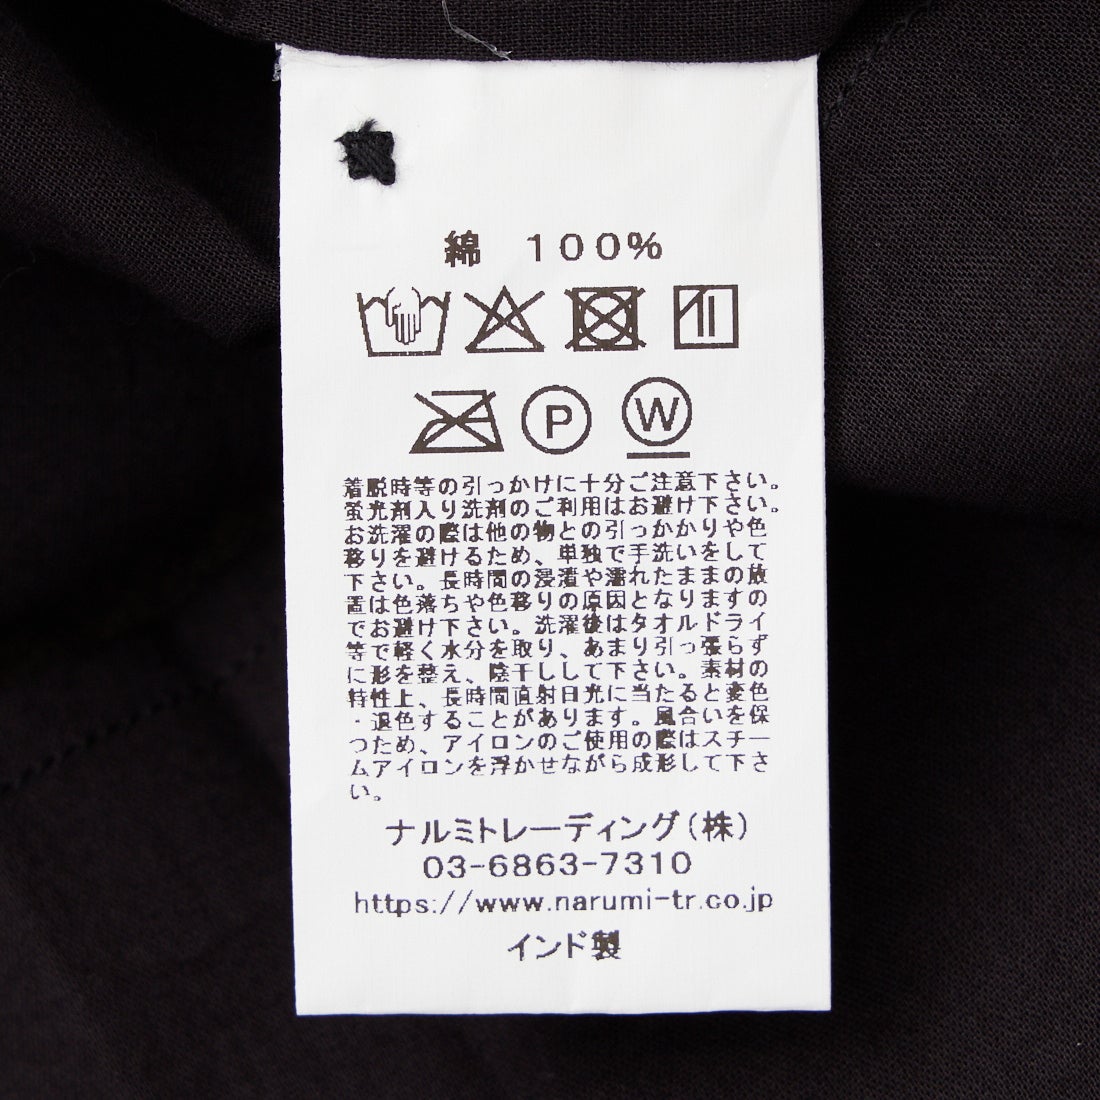 綿　100%
P
W
着脱時等の引っかけに十分ご注意下さい。
蛍光剤入り洗剤のご利用はお避け下さい。
お洗濯の際は他の物との引っかかりや色
移りを避けるため、単独で手洗いをして
下さい。長時間の浸漬や濡れたままの放
置は色落ちや色移りの原因となりますの
でお避け下さい。洗濯後はタオルドライ
等で軽く水分を取り、あまり引っ張らず
に形を整え、陰干しして下さい。素材の
特性上、長時間直射日光に当たると変色
・退色することがあります。風合いを保
つため、アイロンのご使用の際はスチー
ムアイロンを浮かせながら成形して下さ
い。
ナルミトレーディング(株)
03-6863-7310
https://www.narumi-tr.co.jp
インド製